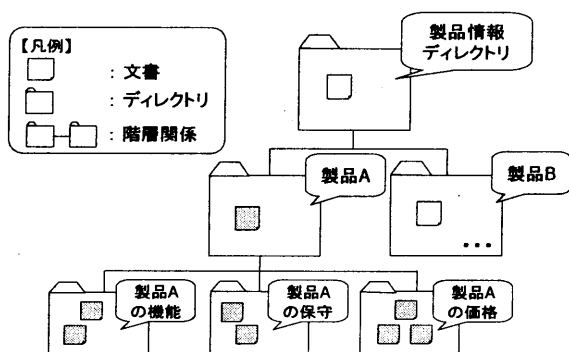 【凡例】
：文書
：ディレクトリ
：階層関係
製品情報
ディレクトリ
製品A
製品B
...
製品A
の機能
製品A
の保守
製品A
の価格